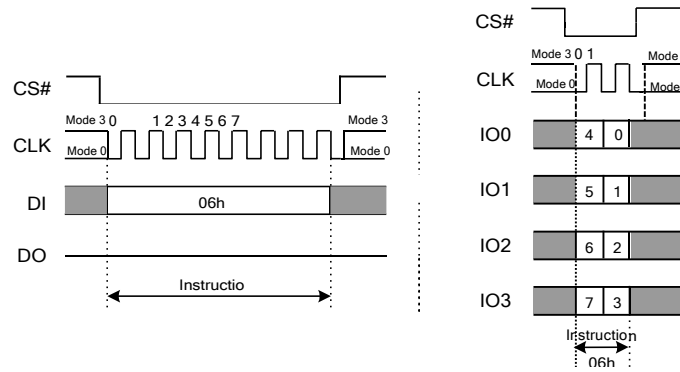 CS#
Mode 3 0 1 2 3 4 5 6 7 Mode 3
CLK
Mode 0 Mode 0
DI
06h
DO
Instructio
CS#
Mode 3 0 1 Mode
CLK
Mode 0 Mode
IO0 4 0
IO1 5 1
IO2 6 2
IO3 7 3
Instruction
06h